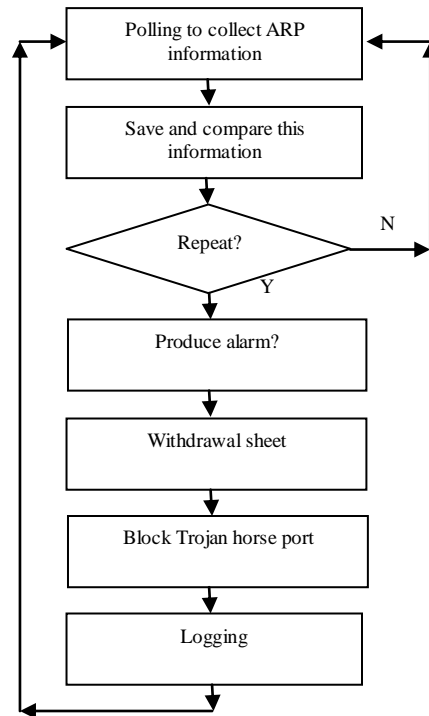 Polling to collect ARP
information
Save and compare this
information
Repeat?
N
Y
Produce alarm?
Withdrawal sheet
Block Trojan horse port
Logging